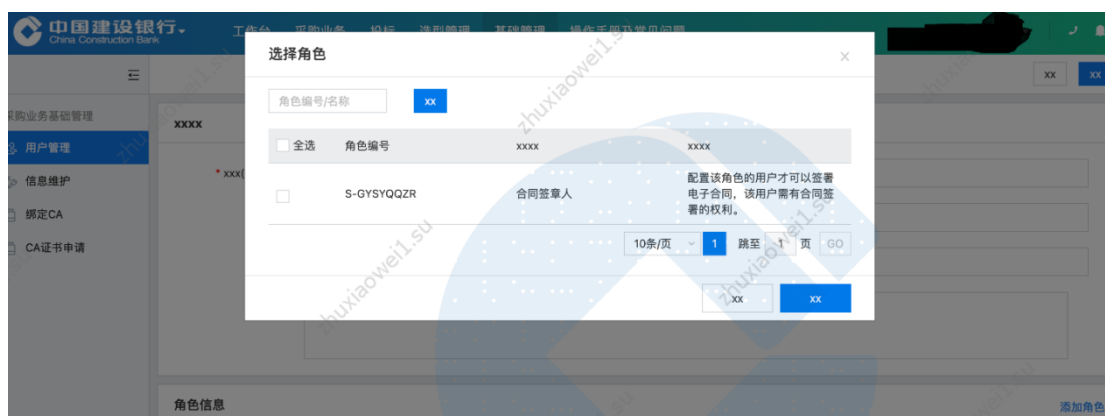 中国建设银行
China Construction Bank
工作台 采购业务 投标 选型管理 基础管理 操作手册及常见问题
选择角色
xx xx
角色编号/名称 xx
采购业务基础管理
xxxx
全选 角色编号 xxxx xxxx
用户管理
* xxx(
信息维护
S-GYSYQQZR 合同签章人 配置该角色的用户才可以签署
电子合同，该用户需有合同签
署的权利。
绑定CA
CA证书申请
10条/页 1 跳至 1 页 GO
xx xx
角色信息 添加角色
zhuxiaowei1.su
zhuxiaowei1.su
zhuxiaowei1.su